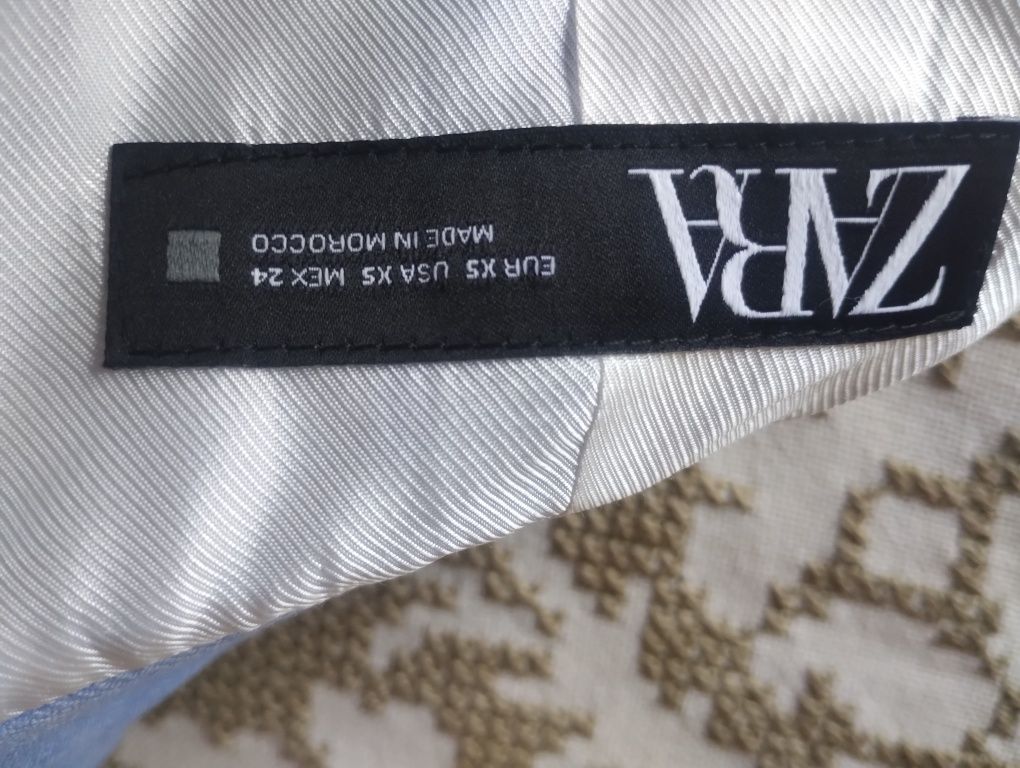 ZARA
EUR XS USA XS MEX 24
MADE IN MOROCCO